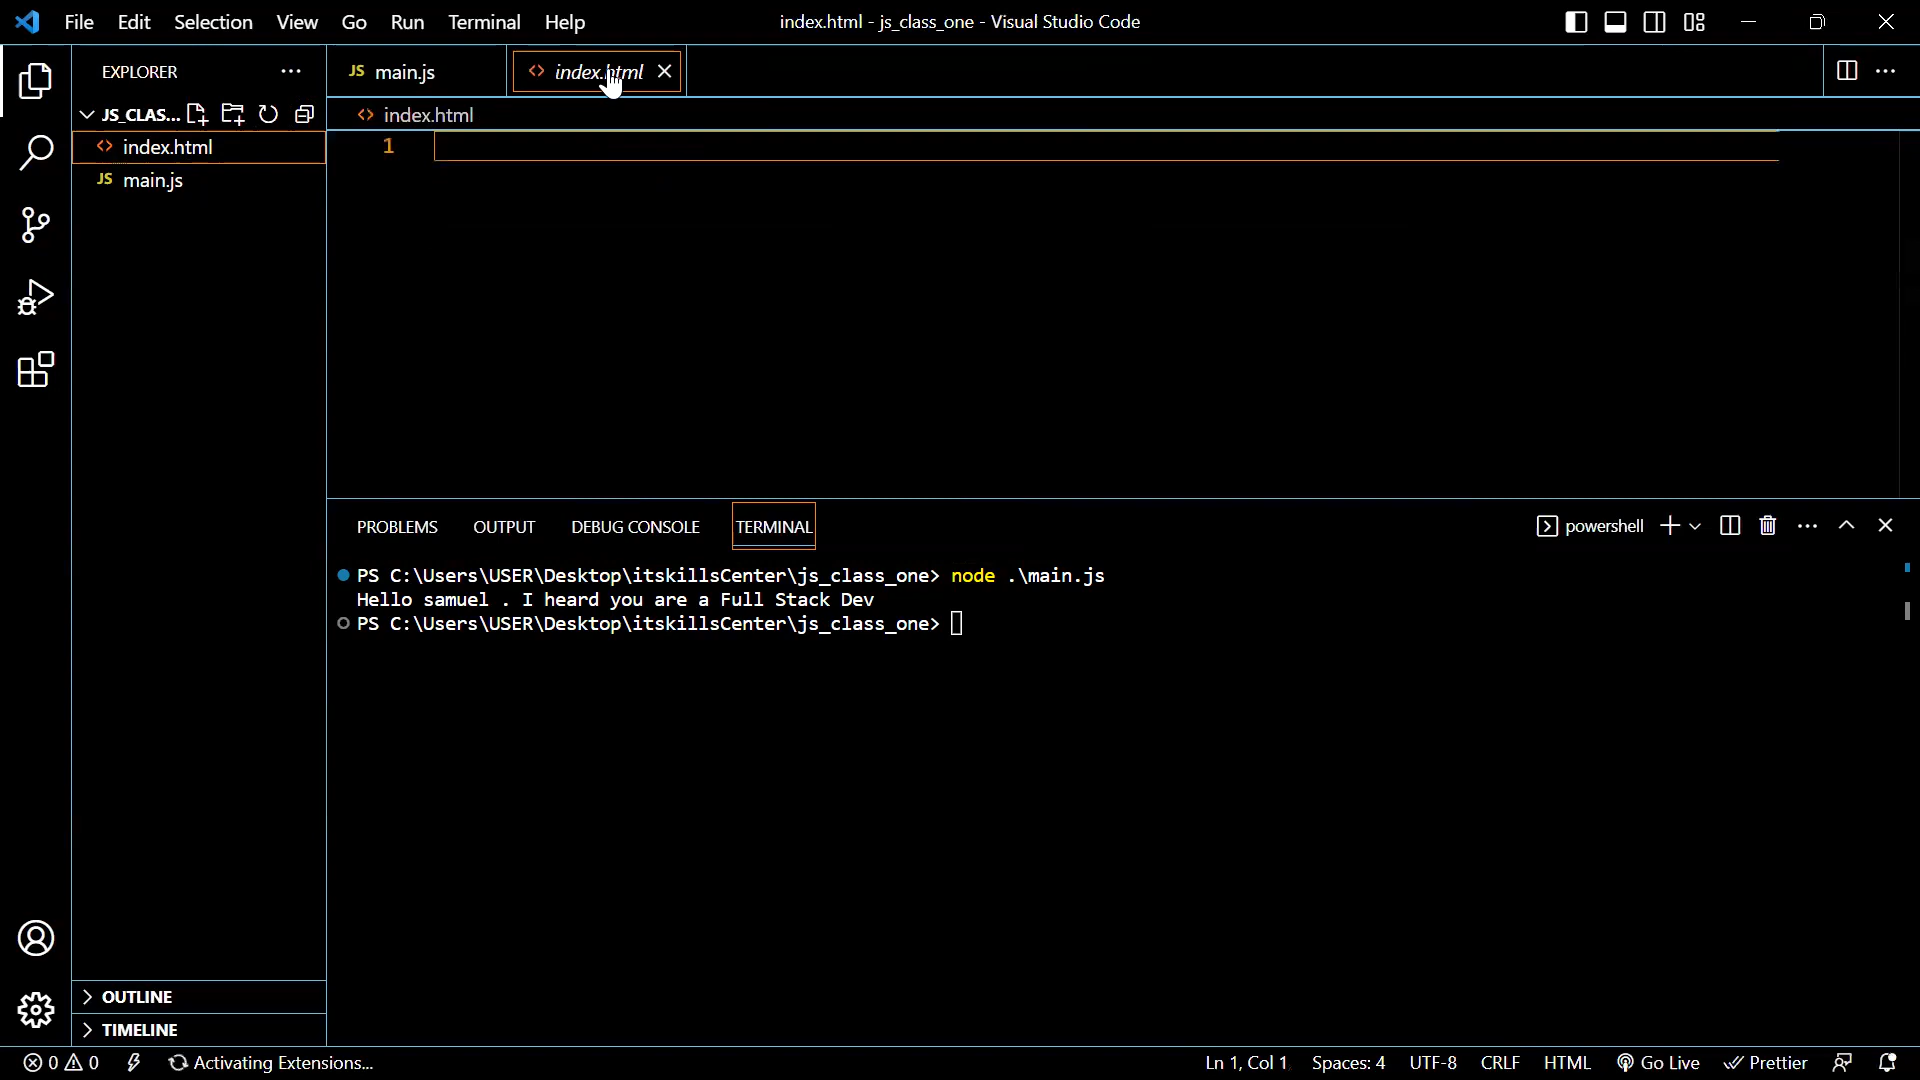 File Edit Selection View Go Run Terminal Help
index.html - js_class_one - Visual Studio Code
EXPLORER
JS main.js
index.html
JS_CLAS...
index.html
index.html
JS main.js
1
PROBLEMS OUTPUT DEBUG CONSOLE TERMINAL
powershell
PS C:\Users\USER\Desktop\itskillsCenter\js_class_one> node .\main.js
Hello samuel . I heard you are a Full Stack Dev
PS C:\Users\USER\Desktop\itskillsCenter\js_class_one>
OUTLINE
TIMELINE
0 0 Activating Extensions...
Ln 1, Col 1 Spaces: 4 UTF-8 CRLF HTML Go Live Prettier